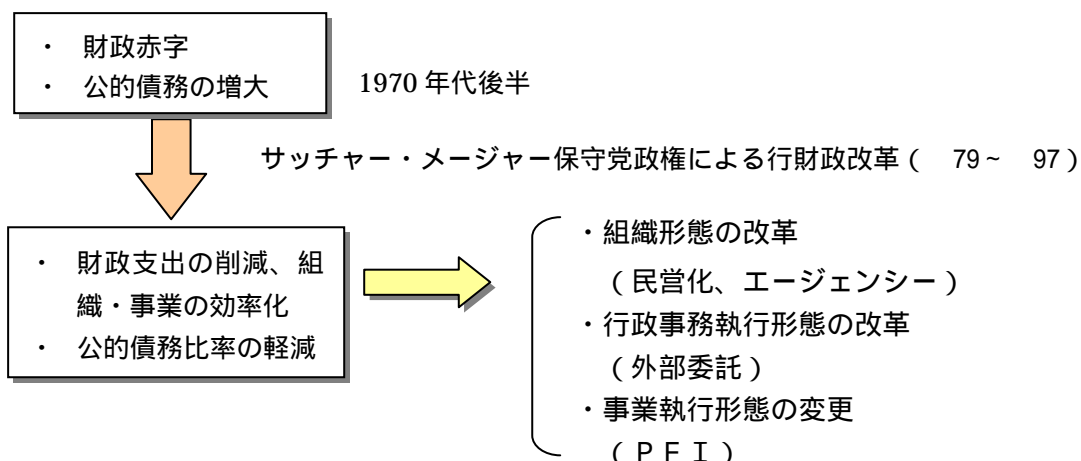 ・ 財政赤字
・ 公的債務の増大
1970 年代後半
サッチャー・メージャー保守党政権による行財政改革( 79~ 97)
・ 財政支出の削減、組
織・事業の効率化
・ 公的債務比率の軽減
・組織形態の改革
(民営化、エージェンシー)
・行政事務執行形態の改革
(外部委託)
・事業執行形態の変更
(PFI)